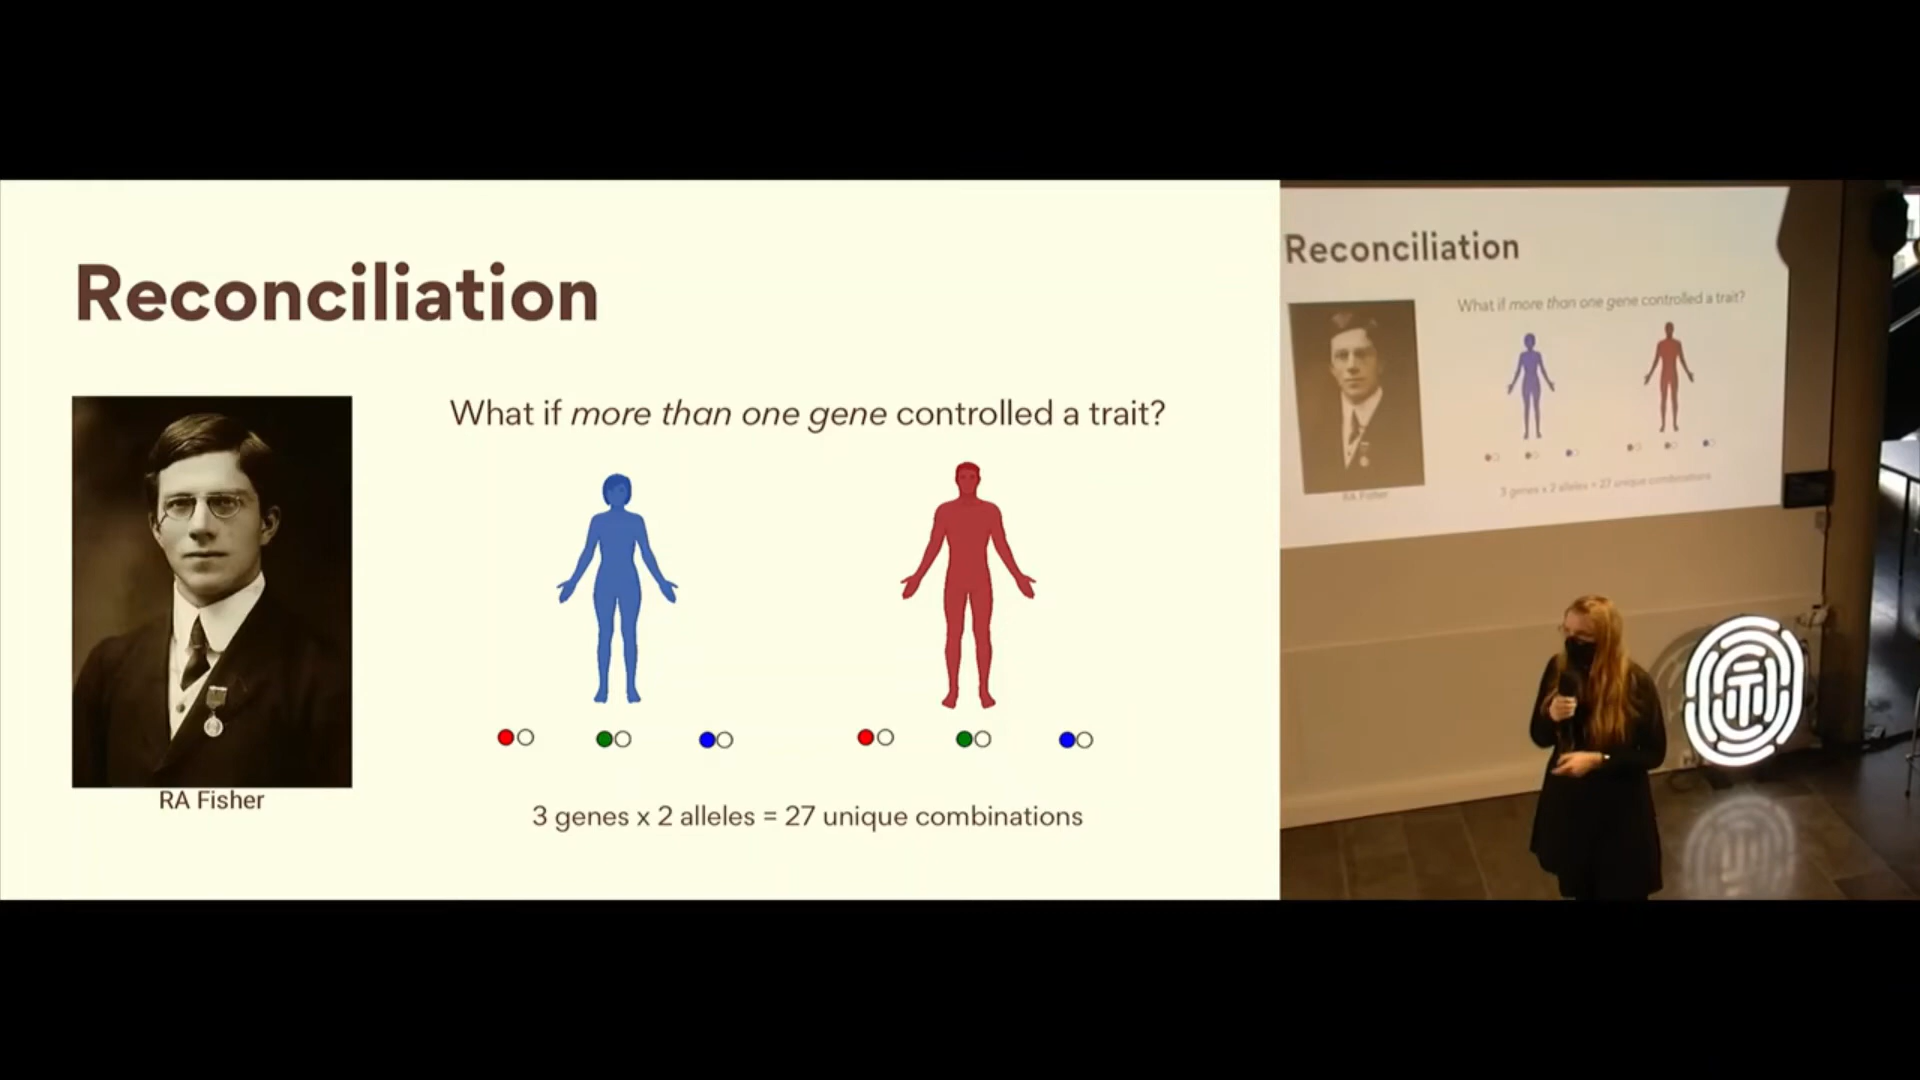 Reconciliation
What if more than one gene controlled a trait?
RA Fisher
3 genes x 2 alleles = 27 unique combinations
Reconciliation
What if more than one gene controlled a trait?
RA Fisher
3 genes x 2 alleles = 27 unique combinations